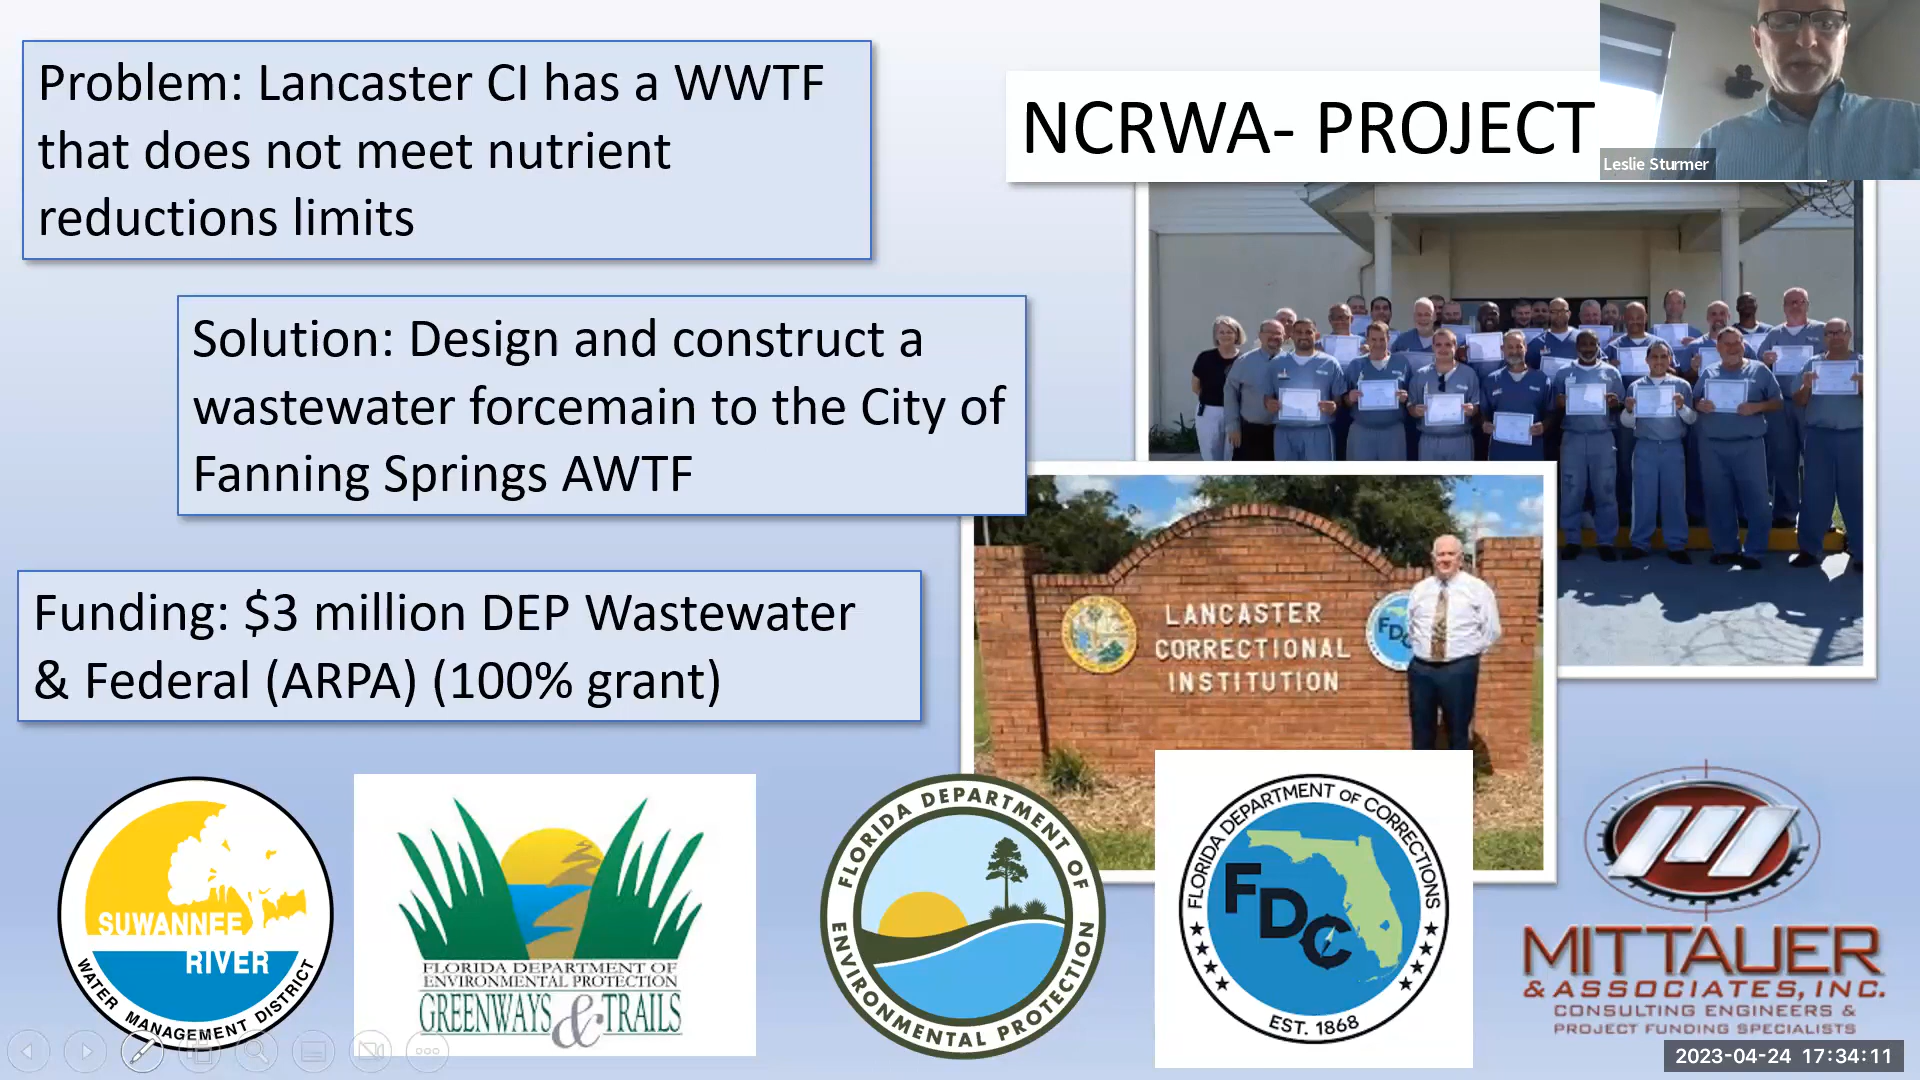 Problem: Lancaster CI has a WWTF
that does not meet nutrient
reductions limits
NCRWA- PROJECT
Leslie Sturmer
Solution: Design and construct a
wastewater forcemain to the City of
Fanning Springs AWTF
Funding: $3 million DEP Wastewater
& Federal (ARPA) (100% grant)
LANCASTER
CORRECTIONAL
INSTITUTION
FDC
SUWANNEE
RIVER
WATER MANAGEMENT DISTRICT
FLORIDA DEPARTMENT OF
ENVIRONMENTAL PROTECTION
GREENWAYS & TRAILS
FLORIDA DEPARTMENT OF
ENVIRONMENTAL PROTECTION
FLORIDA DEPARTMENT OF CORRECTIONS
FDC
EST. 1868
MITTAUER
& ASSOCIATES, INC.
CONSULTING ENGINEERS &
PROJECT FUNDING SPECIALISTS
2023-04-24 17:34:11